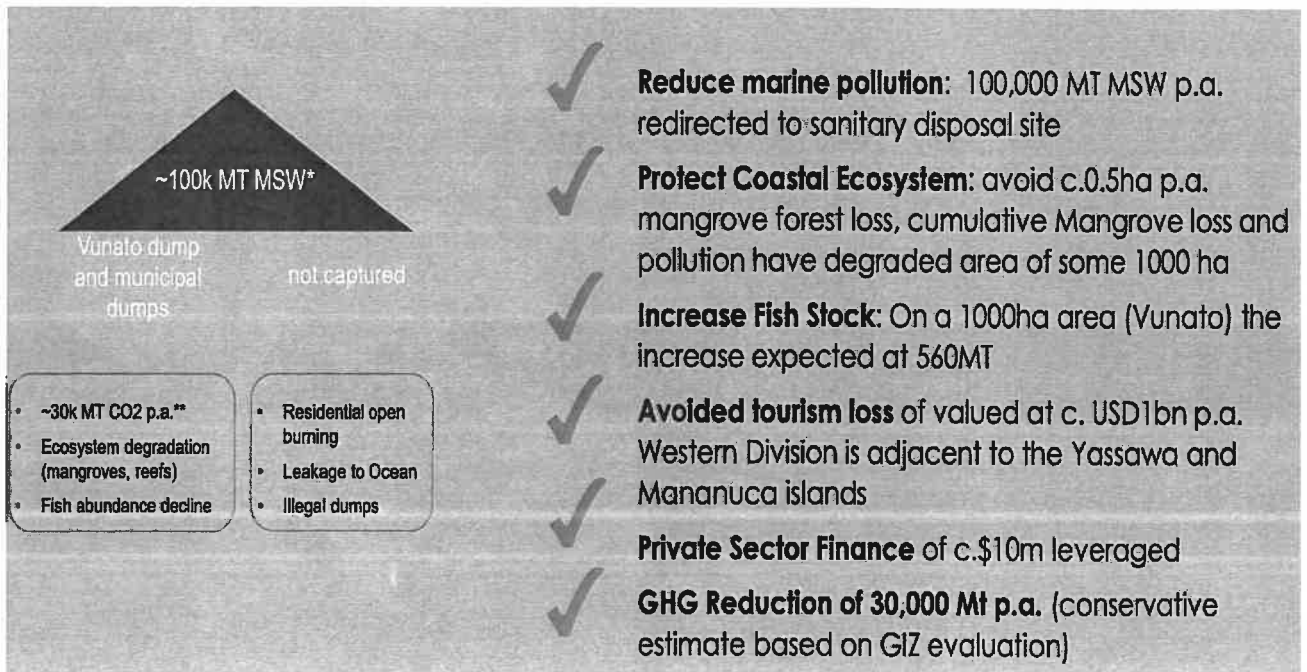 ~100k MT MSW*
Vunato dump
and municipal
dumps
not captured
• ~30k MT CO2 p.a.**
• Ecosystem degradation
(mangroves, reefs)
• Fish abundance decline
• Residential open
burning
• Leakage to Ocean
• Illegal dumps
Reduce marine pollution: 100,000 MT MSW p.a.
redirected to sanitary disposal site
Protect Coastal Ecosystem: avoid c.0.5ha p.a.
mangrove forest loss, cumulative Mangrove loss and
pollution have degraded area of some 1000 ha
Increase Fish Stock: On a 1000ha area (Vunato) the
increase expected at 560MT
Avoided tourism loss of valued at c. USD1bn p.a.
Western Division is adjacent to the Yassawa and
Mananuca islands
Private Sector Finance of c.$10m leveraged
GHG Reduction of 30,000 Mt p.a. (conservative
estimate based on GIZ evaluation)